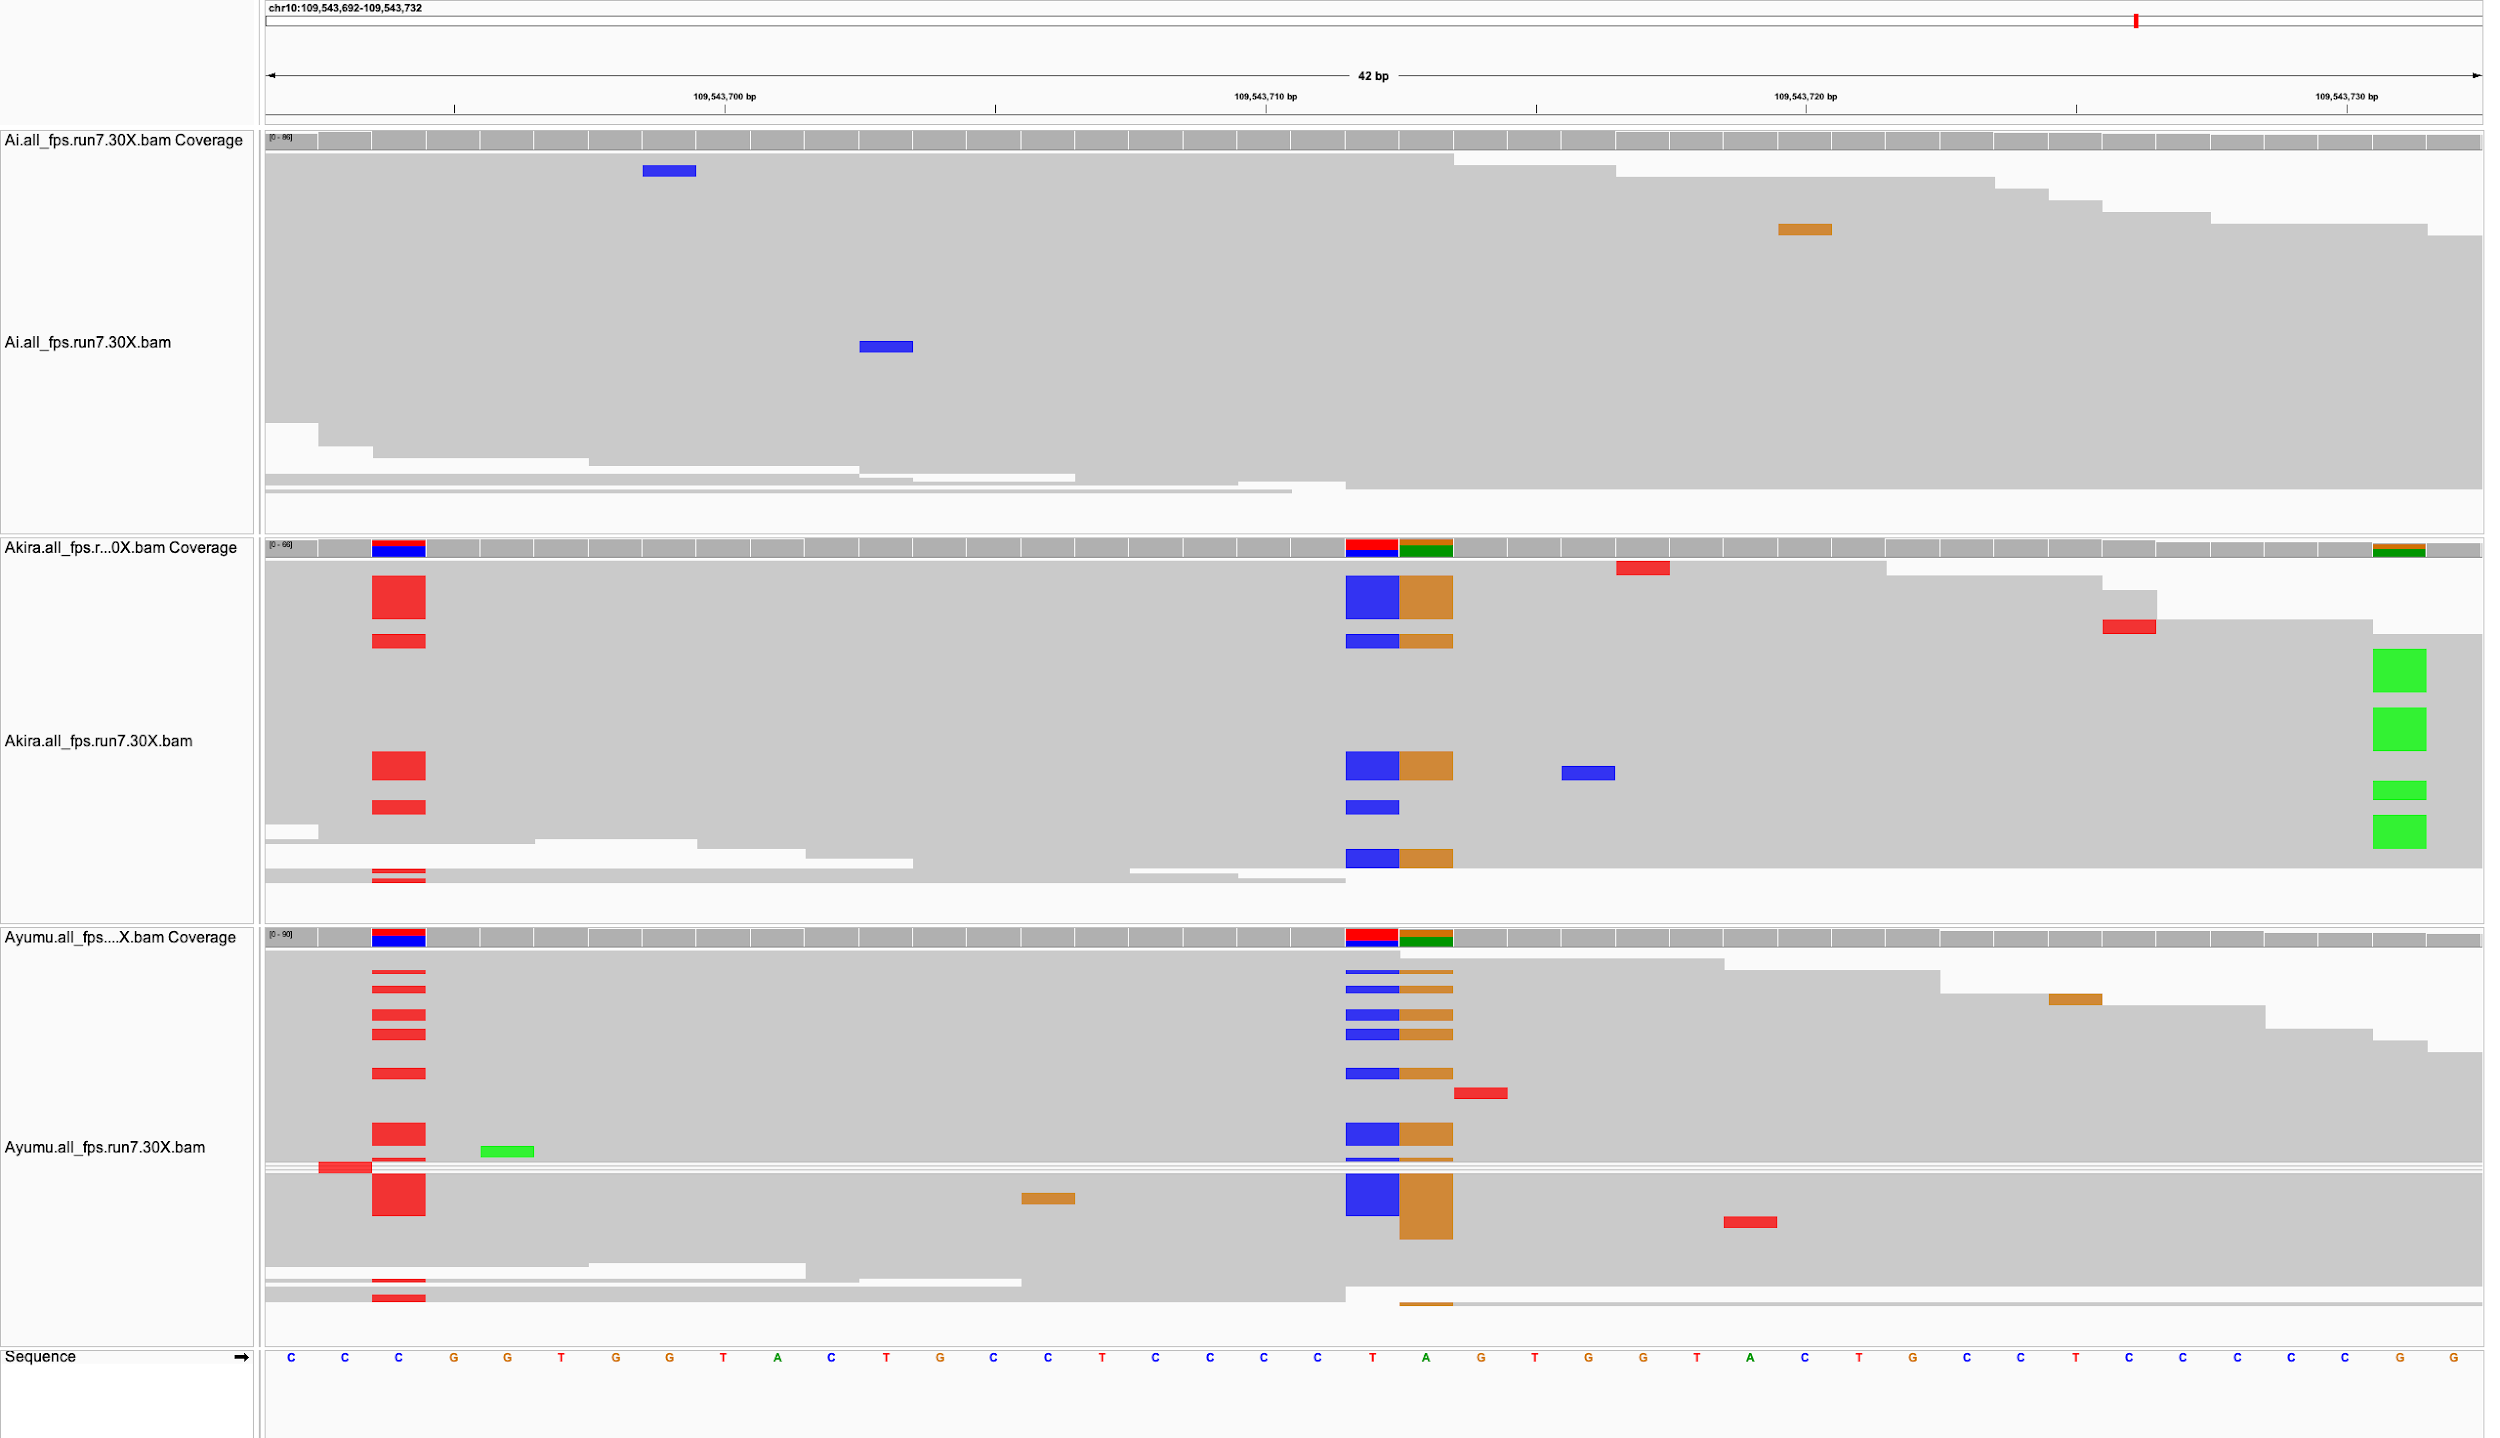 chr10:109,543,692-109,543,732
42 bp
109,543,700 bp 109,543,710 bp 109,543,720 bp 109,543,730 bp
Ai.all_fps.run7.30X.bam Coverage
[0 - 86]
Ai.all_fps.run7.30X.bam
Akira.all_fps.r...0X.bam Coverage
[0 - 66]
Akira.all_fps.run7.30X.bam
Ayumu.all_fps....X.bam Coverage
[0 - 90]
Ayumu.all_fps.run7.30X.bam
Sequence C C C G G T G G T A C T G C C T C C C C T A G T G G T A C T G C C T C C C C C G G